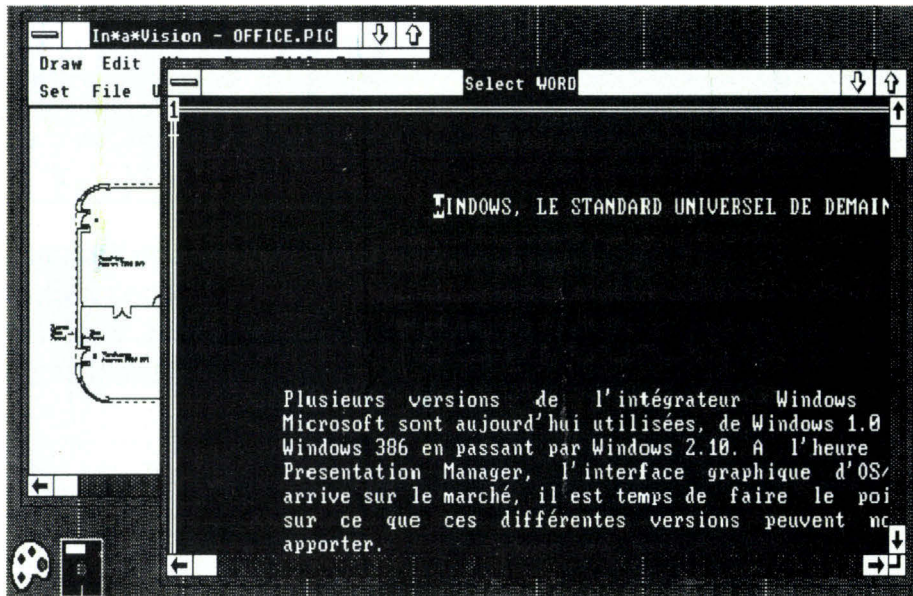 In*a*Vision - OFFICE.PIC
Draw Edit
Set File U
Select WORD
1
WINDOWS, LE STANDARD UNIVERSEL DE DEMAIN
Plusieurs versions de l'intégrateur Windows
Microsoft sont aujourd'hui utilisées, de Windows 1.0
Windows 386 en passant par Windows 2.10. A l'heure
Presentation Manager, l'interface graphique d'OS/
arrive sur le marché, il est temps de faire le poi
sur ce que ces différentes versions peuvent no
apporter.